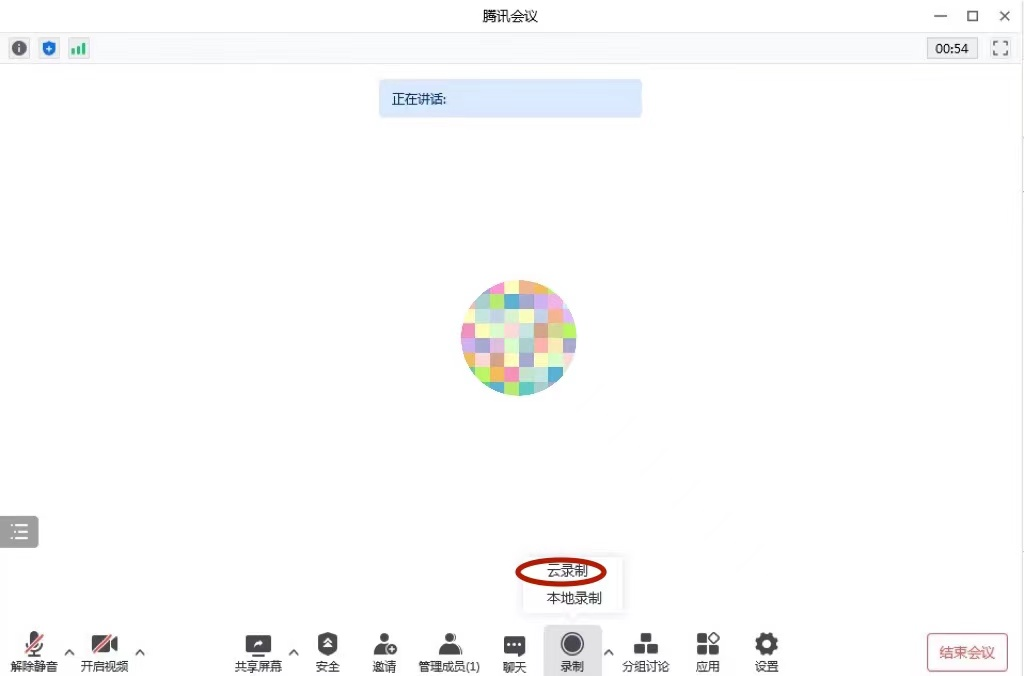 腾讯会议
00:54
正在讲话:
云录制
本地录制
解除静音
开启视频
共享屏幕
安全
邀请
管理成员(1)
聊天
录制
分组讨论
应用
设置
结束会议